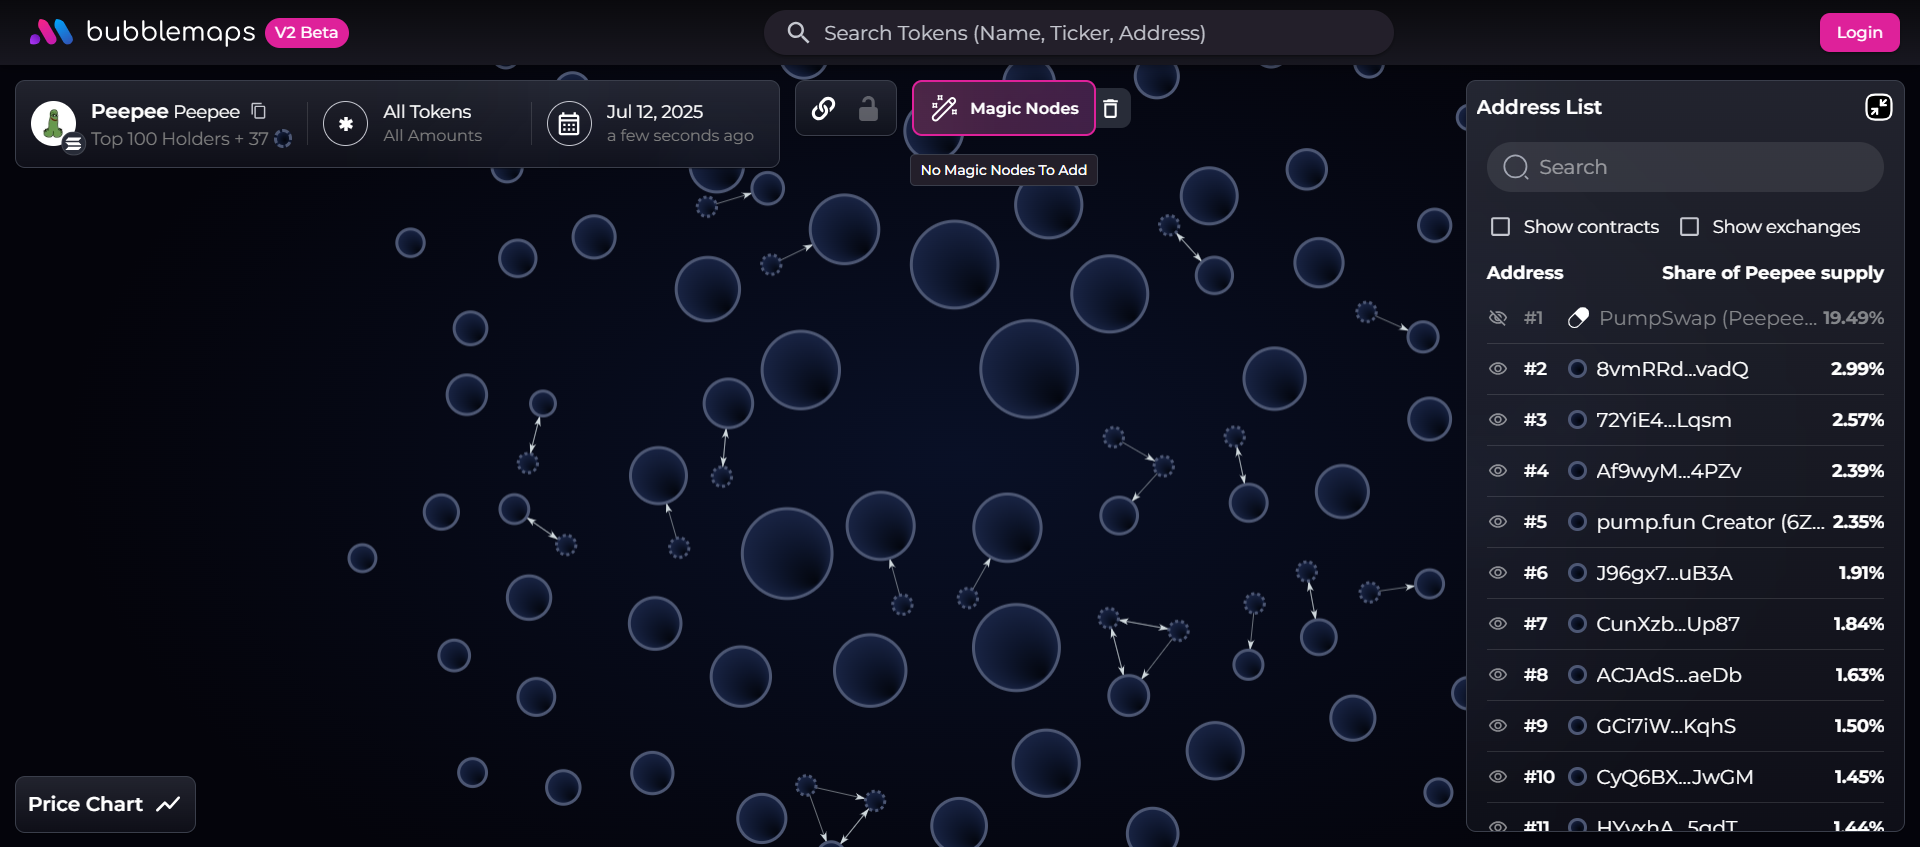 bubblemaps V2 Beta
Search Tokens (Name, Ticker, Address)
Login
Peepee Peepee
Top 100 Holders + 37
All Tokens
All Amounts
Jul 12, 2025
a few seconds ago
Magic Nodes
No Magic Nodes To Add
Address List
Search
Show contracts Show exchanges
Address Share of Peepee supply
#1 PumpSwap (Peepee... 19.49%
#2 8vmRRd...vadQ 2.99%
#3 72YiE4...Lqsm 2.57%
#4 Af9wyM...4PZv 2.39%
#5 pump.fun Creator (6Z... 2.35%
#6 J96gx7...uB3A 1.91%
#7 CunXzb...Up87 1.84%
#8 ACJAdS...aeDb 1.63%
#9 GCi7iW...KqhS 1.50%
#10 CyQ6BX...JwGM 1.45%
#11 1.44%
Price Chart